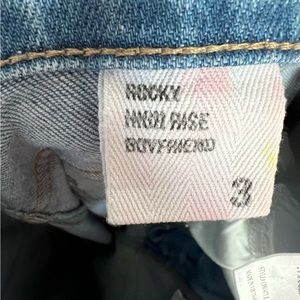 ROCKY
HIGH RISE
BOYFRIEND
3